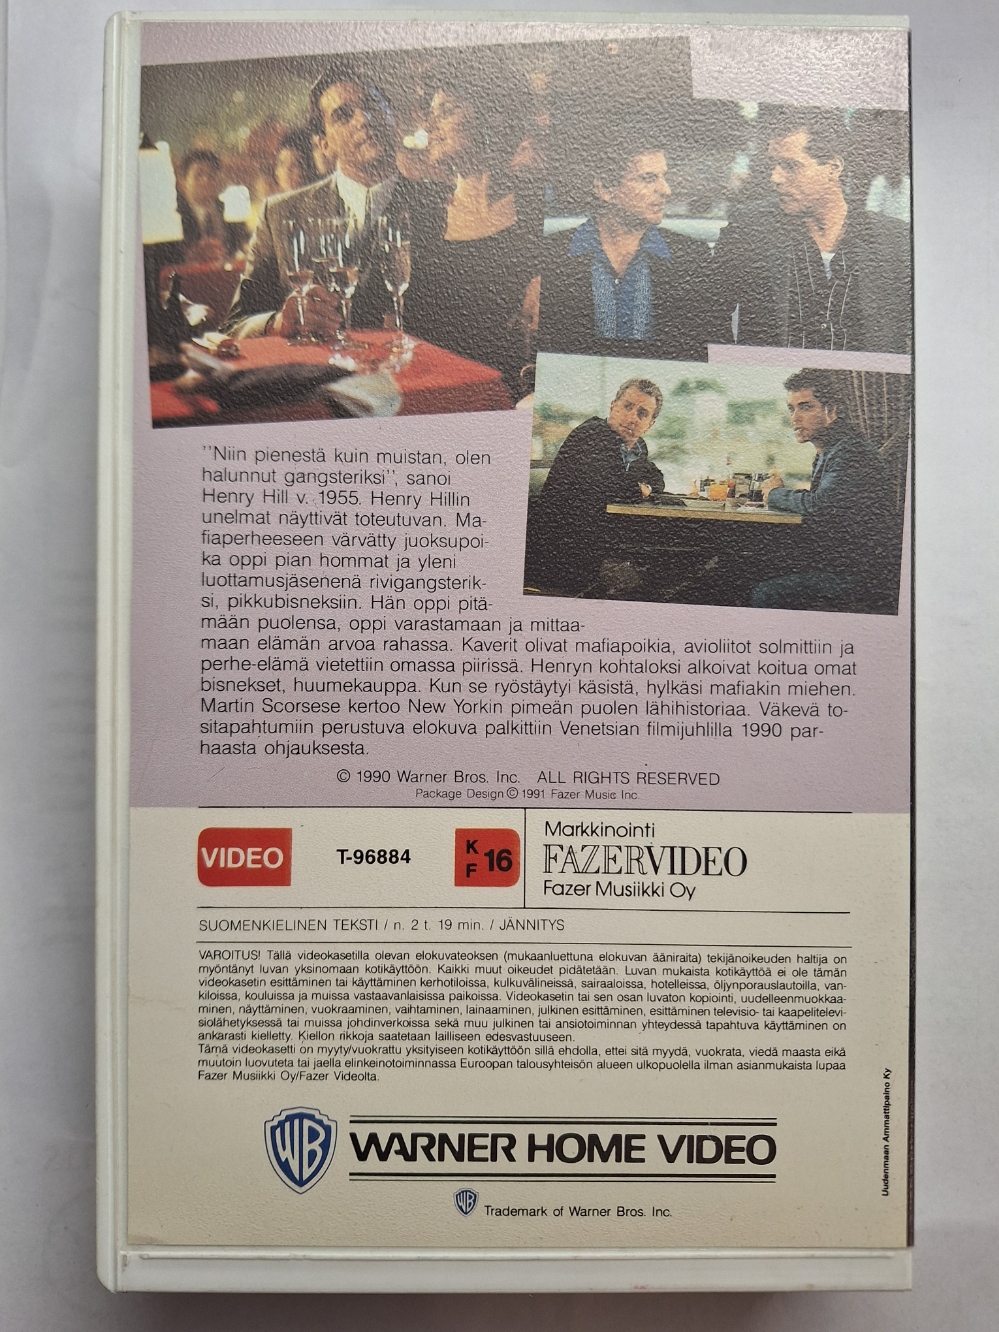 ''Niin pienestä kuin muistan, olen
halunnut gangsteriksi'', sanoi
Henry Hill v. 1955. Henry Hillin
unelmat näyttivät toteutuvan. Ma-
fiaperheeseen värvätty juoksupoi-
ka oppi pian hommat ja yleni
luottamusjäsenenä rivigangsterik-
si, pikkubisneksiin. Hän oppi pitä-
mään puolensa, oppi varastamaan ja mittaa-
maan elämän arvoa rahassa. Kaverit olivat mafiapoikia, avioliitot solmittiin ja
perhe-elämä vietettiin omassa piirissä. Henryn kohtaloksi alkoivat koitua omat
bisnekset, huumekauppa. Kun se ryöstäytyi käsistä, hylkäsi mafiakin miehen.
Martin Scorsese kertoo New Yorkin pimeän puolen lähihistoriaa. Väkevä to-
sitapahtumiin perustuva elokuva palkittiin Venetsian filmijuhlilla 1990 par-
haasta ohjauksesta.
© 1990 Warner Bros. Inc. ALL RIGHTS RESERVED
Package Design © 1991 Fazer Music Inc.
VIDEO
T-96884
K
F 16
Markkinointi
FAZERVIDEO
Fazer Musiikki Oy
SUOMENKIELINEN TEKSTI / n. 2 t. 19 min. / JÄNNITYS
VAROITUS! Tällä videokasetilla olevan elokuvateoksen (mukaanluettuna elokuvan ääniraita) tekijänoikeuden haltija on
myöntänyt luvan yksinomaan kotikäyttöön. Kaikki muut oikeudet pidätetään. Luvan mukaista kotikäyttöä ei ole tämän
videokasetin esittäminen tai käyttäminen kerhotiloissa, kulkuvälineissä, sairaaloissa, hotelleissa, öljynporauslautoilla, van-
kiloissa, kouluissa ja muissa vastaavanlaisissa paikoissa. Videokasetin tai sen osan luvaton kopiointi, uudelleenmuokkaa-
minen, näyttäminen, vuokraaminen, vaihtaminen, lainaaminen, julkinen esittäminen, esittäminen televisio- tai kaapelitelevi-
siolähetyksessä tai muissa johdinverkoissa sekä muu julkinen tai ansiotoiminnan yhteydessä tapahtuva käyttäminen on
ankarasti kielletty. Kiellon rikkoja saatetaan lailliseen edesvastuuseen.
Tämä videokasetti on myyty/vuokrattu yksityiseen kotikäyttöön sillä ehdolla, ettei sitä myydä, vuokrata, viedä maasta eikä
muutoin luovuteta tai jaella elinkeinotoiminnassa Euroopan talousyhteisön alueen ulkopuolella ilman asianmukaista lupaa
Fazer Musiikki Oy/Fazer Videolta.
Uudenmaan Ammattipaino Ky
WB WARNER HOME VIDEO
WB Trademark of Warner Bros. Inc.